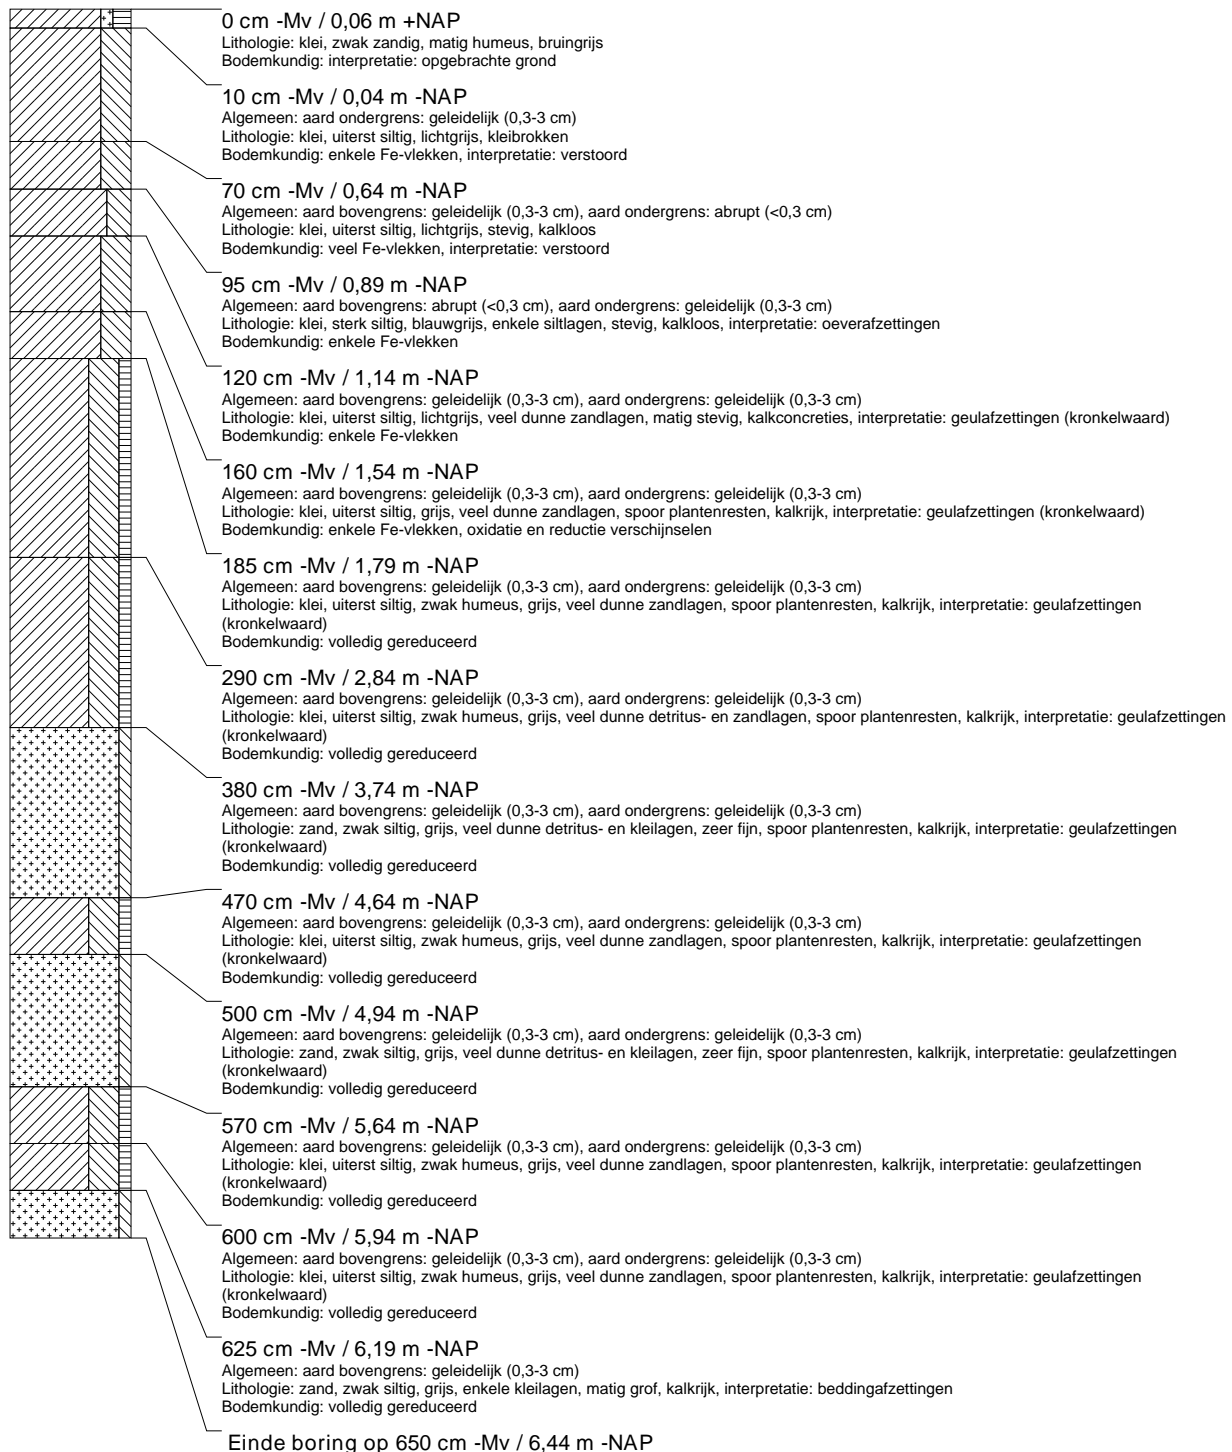 0 cm -Mv / 0,06 m +NAP
Lithologie: klei, zwak zandig, matig humeus, bruingrijs
Bodemkundig: interpretatie: opgebrachte grond
10 cm -Mv / 0,04 m -NAP
Algemeen: aard ondergrens: geleidelijk (0,3-3 cm)
Lithologie: klei, uiterst siltig, lichtgrijs, kleibrokken
Bodemkundig: enkele Fe-vlekken, interpretatie: verstoord
70 cm -Mv / 0,64 m -NAP
Algemeen: aard bovengrens: geleidelijk (0,3-3 cm), aard ondergrens: abrupt (<0,3 cm)
Lithologie: klei, uiterst siltig, lichtgrijs, stevig, kalkloos
Bodemkundig: veel Fe-vlekken, interpretatie: verstoord
95 cm -Mv / 0,89 m -NAP
Algemeen: aard bovengrens: abrupt (<0,3 cm), aard ondergrens: geleidelijk (0,3-3 cm)
Lithologie: klei, sterk siltig, blauwgrijs, enkele siltlagen, stevig, kalkloos, interpretatie: oeverafzettingen
Bodemkundig: enkele Fe-vlekken
120 cm -Mv / 1,14 m -NAP
Algemeen: aard bovengrens: geleidelijk (0,3-3 cm), aard ondergrens: geleidelijk (0,3-3 cm)
Lithologie: klei, uiterst siltig, lichtgrijs, veel dunne zandlagen, matig stevig, kalkconcreties, interpretatie: geulafzettingen (kronkelwaard)
Bodemkundig: enkele Fe-vlekken
160 cm -Mv / 1,54 m -NAP
Algemeen: aard bovengrens: geleidelijk (0,3-3 cm), aard ondergrens: geleidelijk (0,3-3 cm)
Lithologie: klei, uiterst siltig, grijs, veel dunne zandlagen, spoor plantenresten, kalkrijk, interpretatie: geulafzettingen (kronkelwaard)
Bodemkundig: enkele Fe-vlekken, oxidatie en reductie verschijnselen
185 cm -Mv / 1,79 m -NAP
Algemeen: aard bovengrens: geleidelijk (0,3-3 cm), aard ondergrens: geleidelijk (0,3-3 cm)
Lithologie: klei, uiterst siltig, zwak humeus, grijs, veel dunne zandlagen, spoor plantenresten, kalkrijk, interpretatie: geulafzettingen
(kronkelwaard)
Bodemkundig: volledig gereduceerd
290 cm -Mv / 2,84 m -NAP
Algemeen: aard bovengrens: geleidelijk (0,3-3 cm), aard ondergrens: geleidelijk (0,3-3 cm)
Lithologie: klei, uiterst siltig, zwak humeus, grijs, veel dunne detritus- en zandlagen, spoor plantenresten, kalkrijk, interpretatie: geulafzettingen
(kronkelwaard)
Bodemkundig: volledig gereduceerd
380 cm -Mv / 3,74 m -NAP
Algemeen: aard bovengrens: geleidelijk (0,3-3 cm), aard ondergrens: geleidelijk (0,3-3 cm)
Lithologie: zand, zwak siltig, grijs, veel dunne detritus- en kleilagen, zeer fijn, spoor plantenresten, kalkrijk, interpretatie: geulafzettingen
(kronkelwaard)
Bodemkundig: volledig gereduceerd
470 cm -Mv / 4,64 m -NAP
Algemeen: aard bovengrens: geleidelijk (0,3-3 cm), aard ondergrens: geleidelijk (0,3-3 cm)
Lithologie: klei, uiterst siltig, zwak humeus, grijs, veel dunne zandlagen, spoor plantenresten, kalkrijk, interpretatie: geulafzettingen
(kronkelwaard)
Bodemkundig: volledig gereduceerd
500 cm -Mv / 4,94 m -NAP
Algemeen: aard bovengrens: geleidelijk (0,3-3 cm), aard ondergrens: geleidelijk (0,3-3 cm)
Lithologie: zand, zwak siltig, grijs, veel dunne detritus- en kleilagen, zeer fijn, spoor plantenresten, kalkrijk, interpretatie: geulafzettingen
(kronkelwaard)
Bodemkundig: volledig gereduceerd
570 cm -Mv / 5,64 m -NAP
Algemeen: aard bovengrens: geleidelijk (0,3-3 cm), aard ondergrens: geleidelijk (0,3-3 cm)
Lithologie: klei, uiterst siltig, zwak humeus, grijs, veel dunne zandlagen, spoor plantenresten, kalkrijk, interpretatie: geulafzettingen
(kronkelwaard)
Bodemkundig: volledig gereduceerd
600 cm -Mv / 5,94 m -NAP
Algemeen: aard bovengrens: geleidelijk (0,3-3 cm), aard ondergrens: geleidelijk (0,3-3 cm)
Lithologie: klei, uiterst siltig, zwak humeus, grijs, veel dunne zandlagen, spoor plantenresten, kalkrijk, interpretatie: geulafzettingen
(kronkelwaard)
Bodemkundig: volledig gereduceerd
625 cm -Mv / 6,19 m -NAP
Algemeen: aard bovengrens: geleidelijk (0,3-3 cm)
Lithologie: zand, zwak siltig, grijs, enkele kleilagen, matig grof, kalkrijk, interpretatie: beddingafzettingen
Bodemkundig: volledig gereduceerd
Einde boring op 650 cm -Mv / 6,44 m -NAP